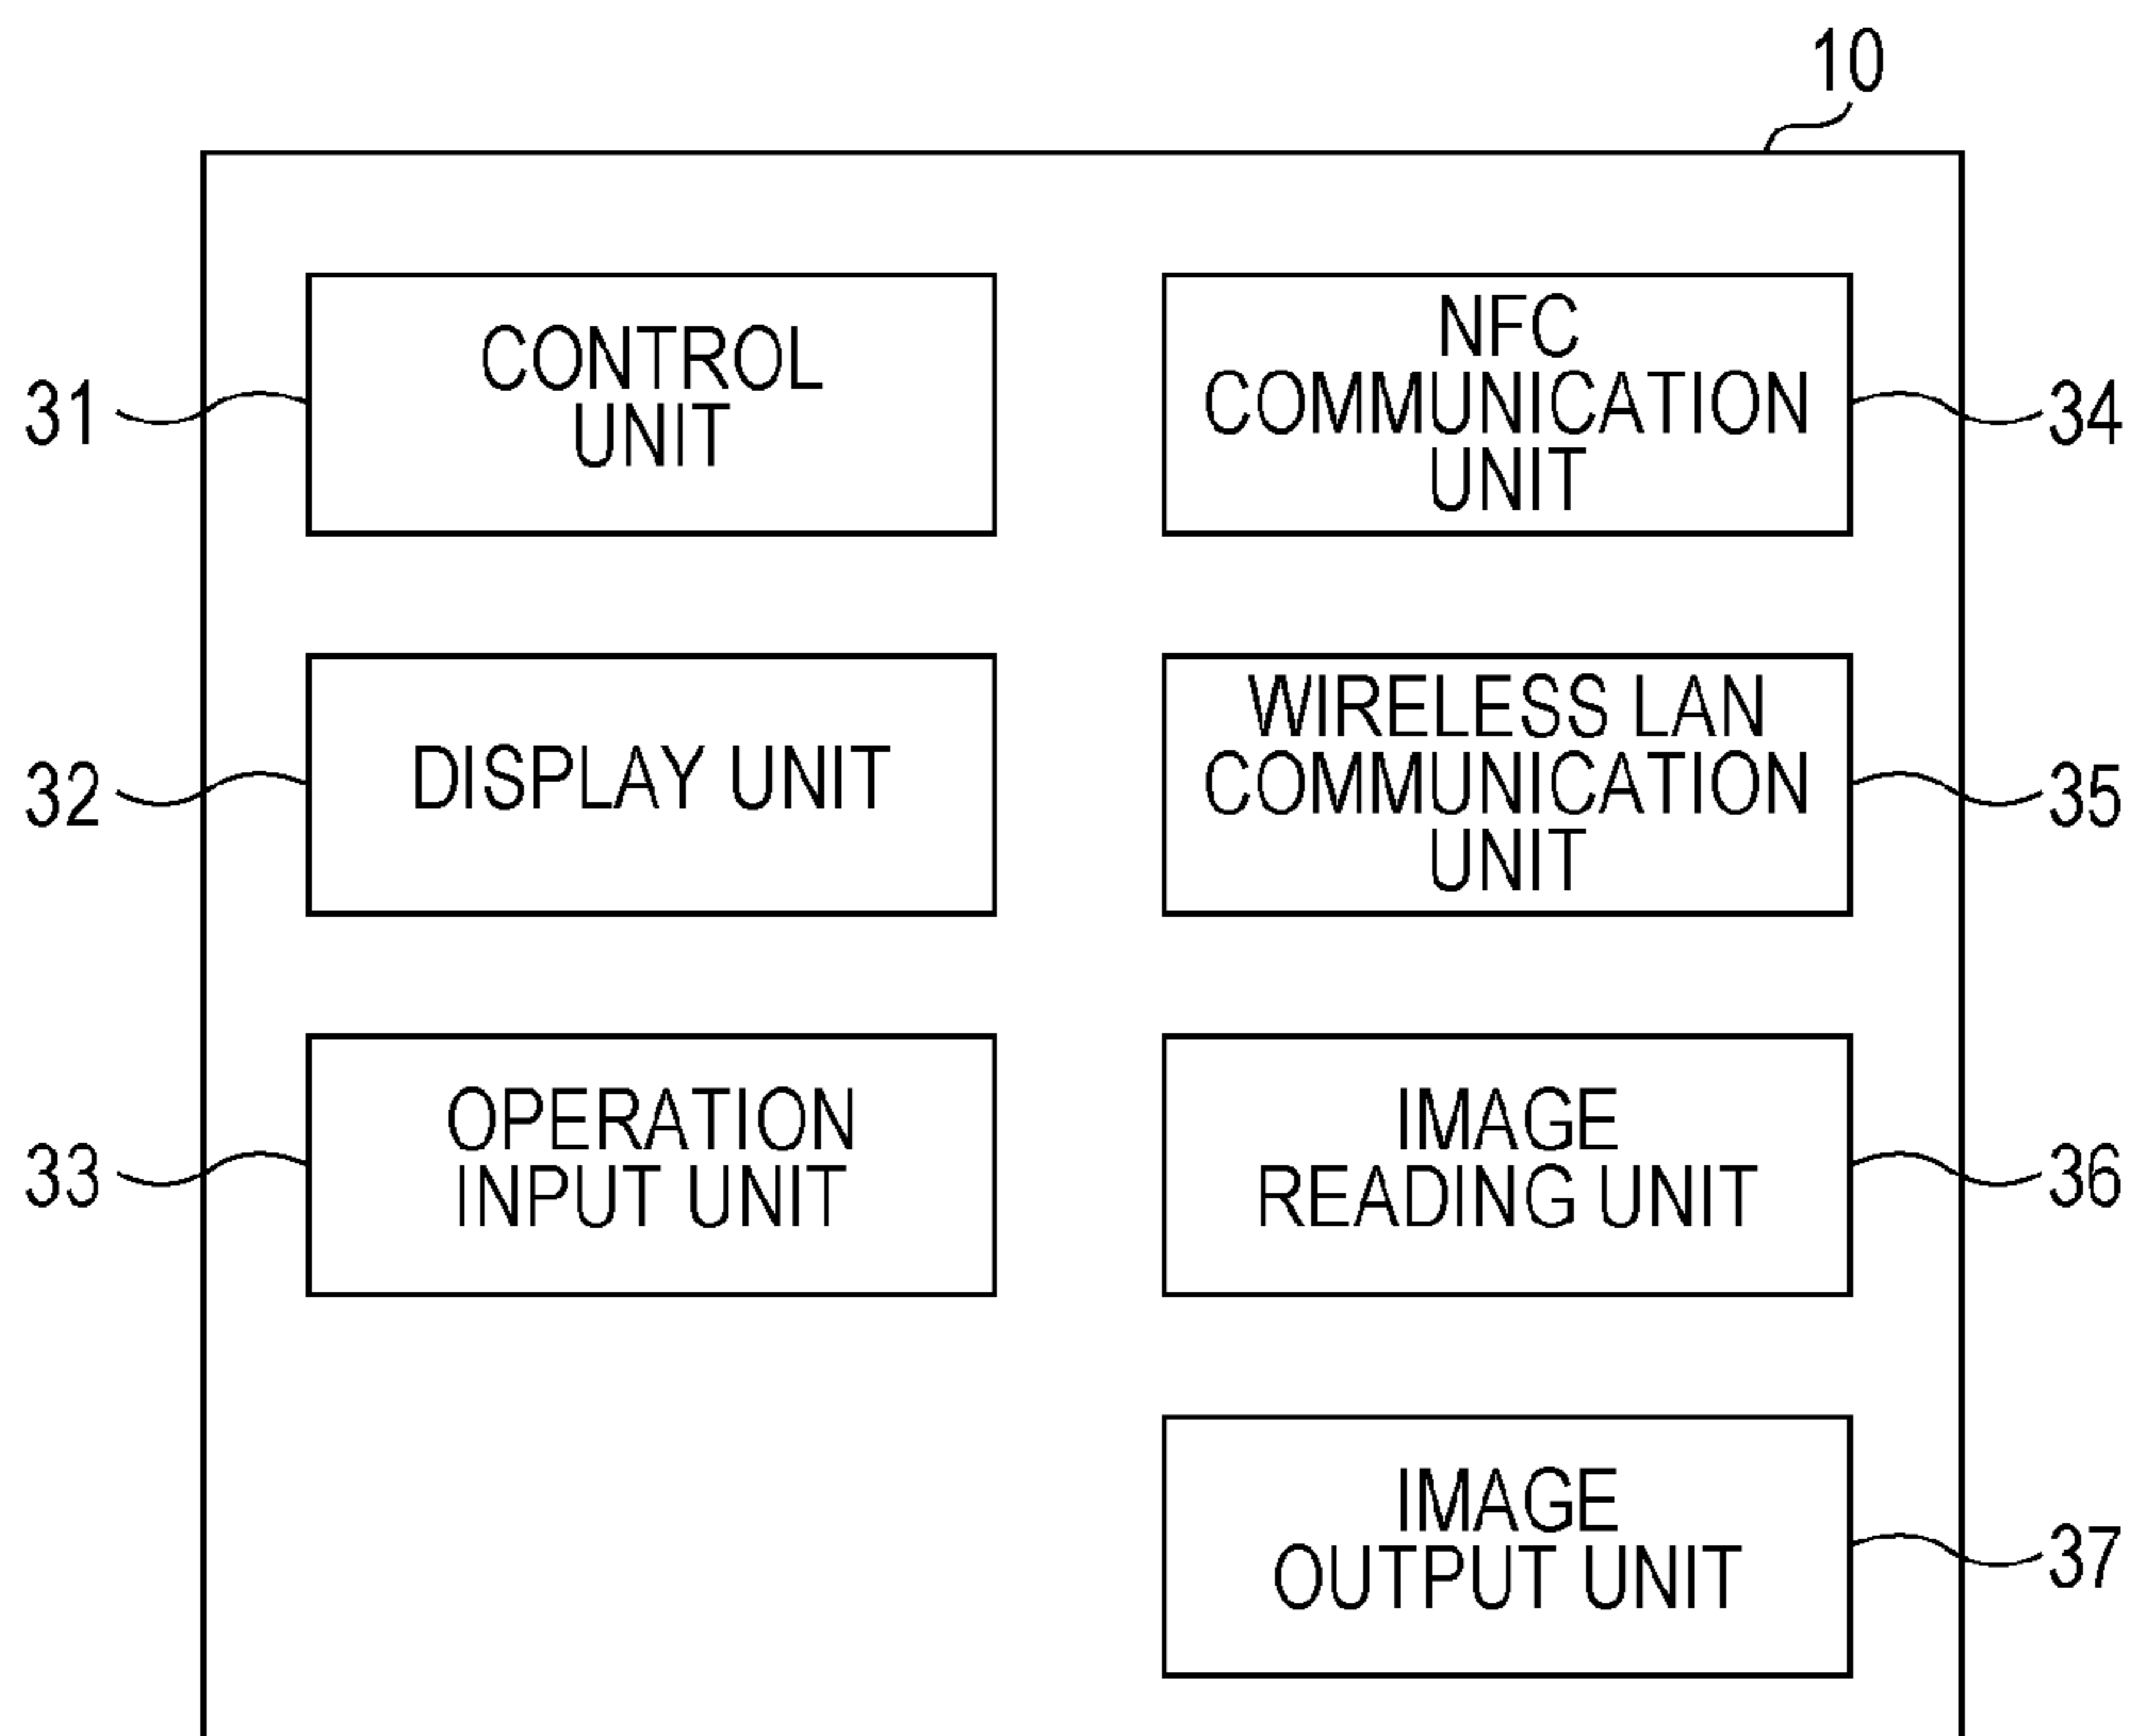 10
31
CONTROL
UNIT
NFC
COMMUNICATION
UNIT
34
32
DISPLAY UNIT
WIRELESS LAN
COMMUNICATION
UNIT
35
33
OPERATION
INPUT UNIT
IMAGE
READING UNIT
36
IMAGE
OUTPUT UNIT
37